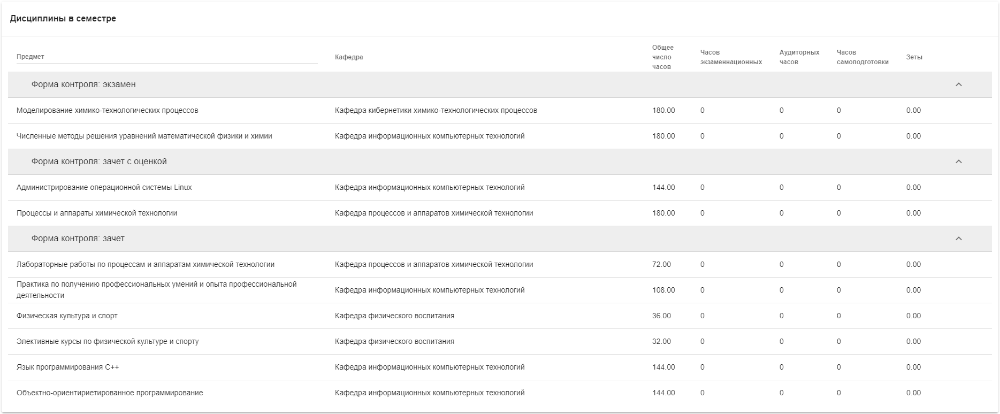 Дисциплины в семестре
Предмет Кафедра Общее число часов Часов экзаменнационных Аудиторных часов Часов самоподготовки Зеты
Форма контроля: экзамен
Моделирование химико-технологических процессов Кафедра кибернетики химико-технологических процессов 180.00 0 0 0 0.00
Численные методы решения уравнений математической физики и химии Кафедра информационных компьютерных технологий 180.00 0 0 0 0.00
Форма контроля: зачет с оценкой
Администрирование операционной системы Linux Кафедра информационных компьютерных технологий 144.00 0 0 0 0.00
Процессы и аппараты химической технологии Кафедра процессов и аппаратов химической технологии 180.00 0 0 0 0.00
Форма контроля: зачет
Лабораторные работы по процессам и аппаратам химической технологии Кафедра процессов и аппаратов химической технологии 72.00 0 0 0 0.00
Практика по получению профессиональных умений и опыта профессиональной
деятельности Кафедра информационных компьютерных технологий 108.00 0 0 0 0.00
Физическая культура и спорт Кафедра физического воспитания 36.00 0 0 0 0.00
Элективные курсы по физической культуре и спорту Кафедра физического воспитания 32.00 0 0 0 0.00
Язык программирования С++ Кафедра информационных компьютерных технологий 144.00 0 0 0 0.00
Объектно-ориентириетированное программирование Кафедра информационных компьютерных технологий 144.00 0 0 0 0.00